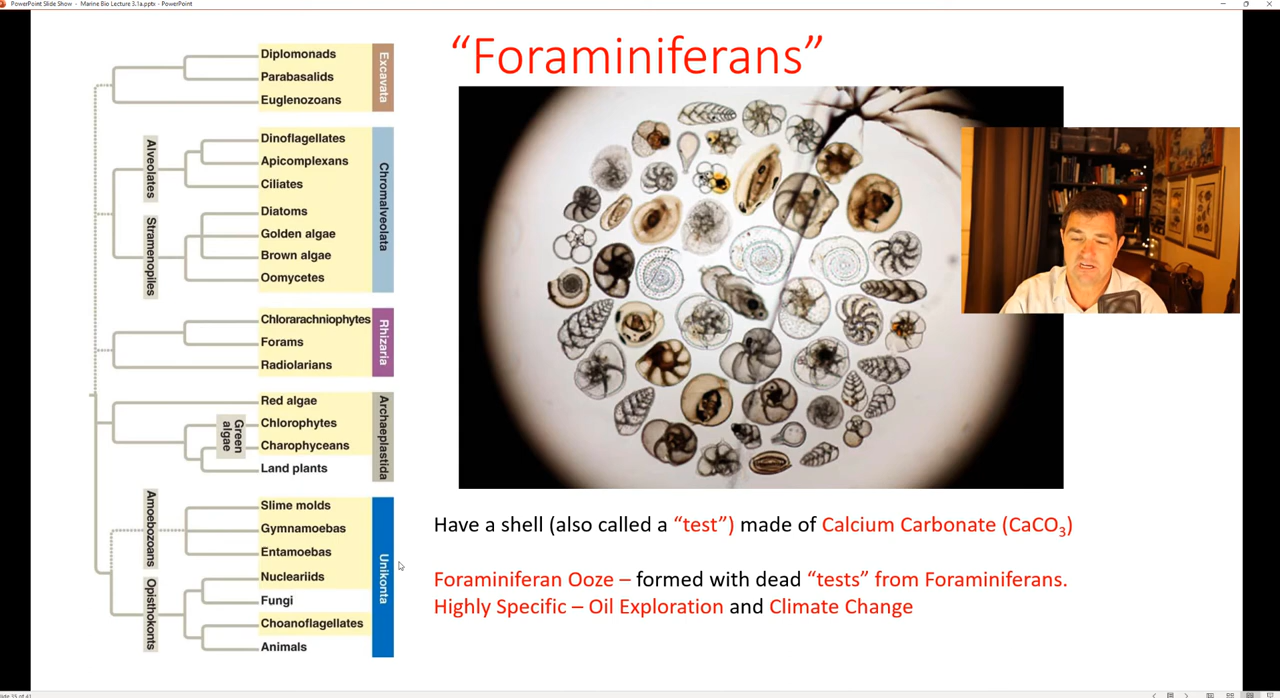 PowerPoint Slide Show - Marine Bio Lecture 3.1a.pptx - PowerPoint
"Foraminiferans"
Diplomonads
Parabasalids
Euglenozoans
Excavata
Dinoflagellates
Apicomplexans
Ciliates
Alveolates
Diatoms
Golden algae
Brown algae
Oomycetes
Stramenopiles
Chromalveolata
Chlorarachniophytes
Forams
Radiolarians
Rhizaria
Red algae
Chlorophytes
Charophyceans
Green algae
Land plants
Archaeplastida
Slime molds
Gymnamoebas
Entamoebas
Amoebozoans
Nucleariids
Fungi
Choanoflagellates
Animals
Opisthokonts
Unikonta
Have a shell (also called a "test") made of Calcium Carbonate (CaCO3)
Foraminiferan Ooze – formed with dead "tests" from Foraminiferans.
Highly Specific – Oil Exploration and Climate Change